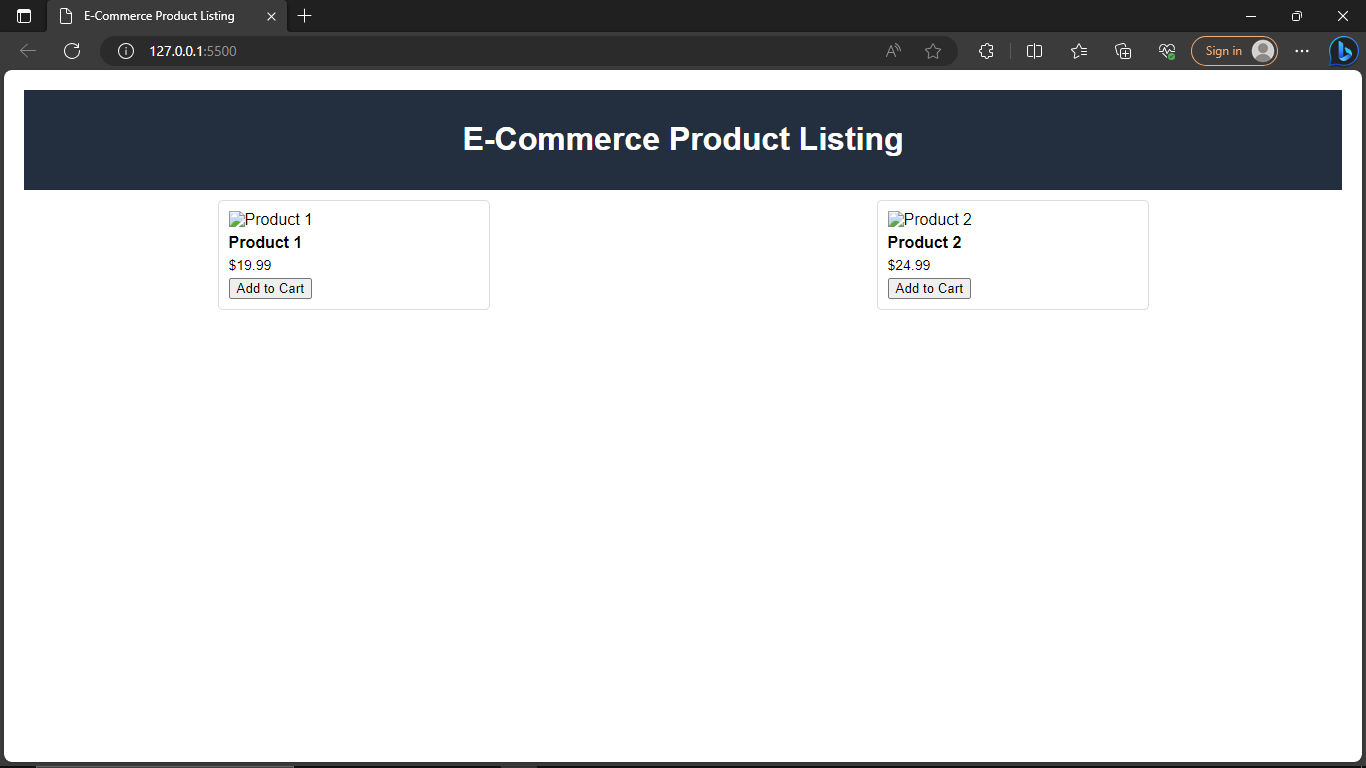 E-Commerce Product Listing
127.0.0.1:5500
A
Sign in
E-Commerce Product Listing
Product 1
Product 1
$19.99
Add to Cart
Product 2
Product 2
$24.99
Add to Cart